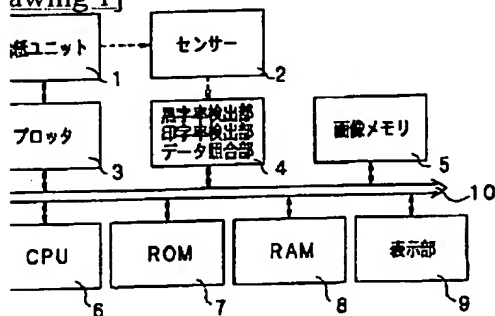 awing 1]
紙ユニット
センサー
1
2
プロッタ
黒字率検出部
印字率検出部
データ照合部
画像メモリ
3
4
5
10
CPU
ROM
RAM
表示部
6
7
8
9